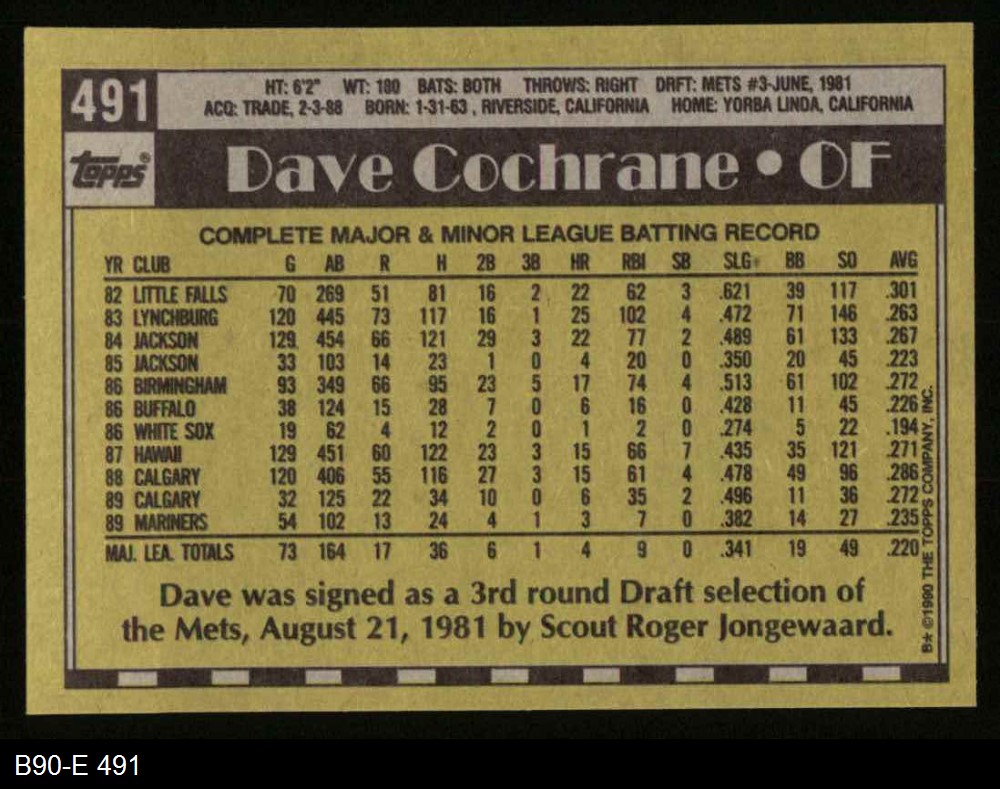 491 HT: 6'2" WT: 180 BATS: BOTH THROWS: RIGHT DRFT: METS #3-JUNE, 1981
ACQ: TRADE, 2-3-88 BORN: 1-31-63 , RIVERSIDE, CALIFORNIA HOME: YORBA LINDA, CALIFORNIA
topps® Dave Cochrane • OF
COMPLETE MAJOR & MINOR LEAGUE BATTING RECORD
YR CLUB G AB R H 2B 3B HR RBI SB SLG BB SO AVG
82 LITTLE FALLS 70 269 51 81 16 2 22 62 3 .621 39 117 .301
83 LYNCHBURG 120 445 73 117 16 1 25 102 4 .472 71 146 .263
84 JACKSON 129 454 66 121 29 3 22 77 2 .489 61 133 .267
85 JACKSON 33 103 14 23 1 0 4 20 0 .350 20 45 .223
86 BIRMINGHAM 93 349 66 95 23 5 17 74 4 .513 61 102 .272
86 BUFFALO 38 124 15 28 7 0 6 16 0 .428 11 45 .226
86 WHITE SOX 19 62 4 12 2 0 1 2 0 .274 5 22 .194
87 HAWAII 129 451 60 122 23 3 15 66 7 .435 35 121 .271
88 CALGARY 120 406 55 116 27 3 15 61 4 .478 49 96 .286
89 CALGARY 32 125 22 34 10 0 6 35 2 .496 11 36 .272
89 MARINERS 54 102 13 24 4 1 3 7 0 .382 14 27 .235
MAJ. LEA. TOTALS 73 164 17 36 6 1 4 9 0 .341 19 49 .220
Dave was signed as a 3rd round Draft selection of
the Mets, August 21, 1981 by Scout Roger Jongewaard.
B★ ©1990 THE TOPPS COMPANY, INC.
B90-E 491